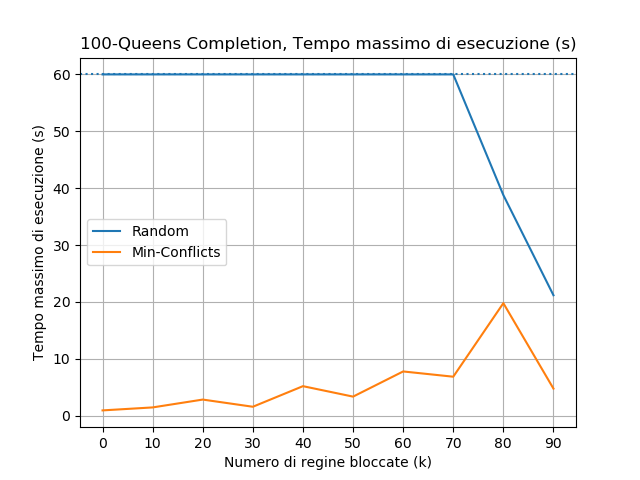 100-Queens Completion, Tempo massimo di esecuzione (s)
Tempo massimo di esecuzione (s)
60
50
40
30
20
10
0
Random
Min-Conflicts
0 10 20 30 40 50 60 70 80 90
Numero di regine bloccate (k)